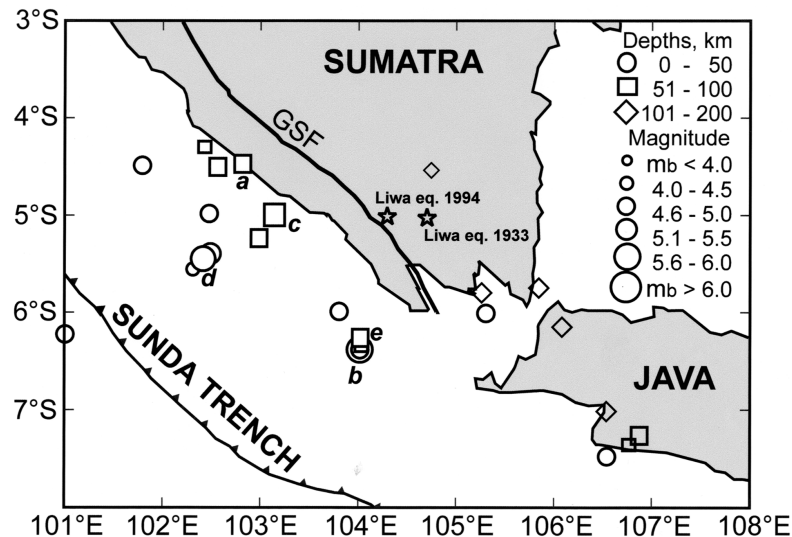 3°S
4°S
5°S
6°S
7°S
SUMATRA
GSF
Liwa eq. 1994
Liwa eq. 1933
a
c
d
e
b
SUNDA TRENCH
JAVA
Depths, km
0 - 50
51 - 100
101 - 200
Magnitude
mb < 4.0
4.0 - 4.5
4.6 - 5.0
5.1 - 5.5
5.6 - 6.0
mb > 6.0
101°E 102°E 103°E 104°E 105°E 106°E 107°E 108°E